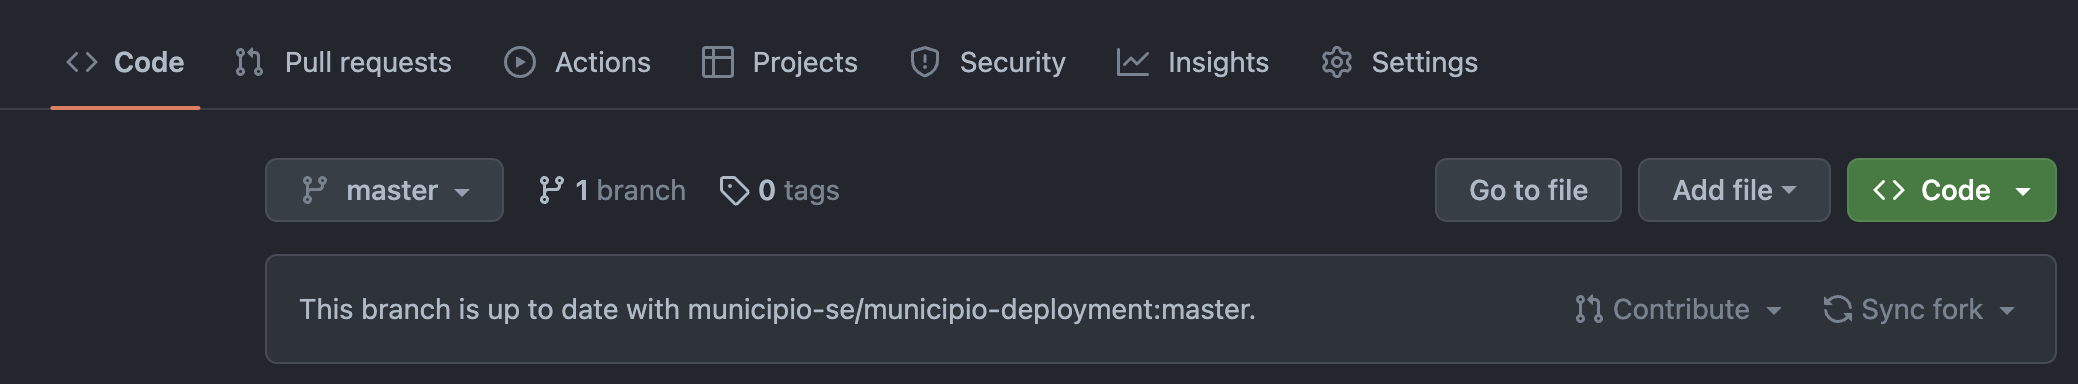 Code Pull requests Actions Projects Security Insights Settings
master 1 branch 0 tags Go to file Add file Code
This branch is up to date with municipio-se/municipio-deployment:master. Contribute Sync fork